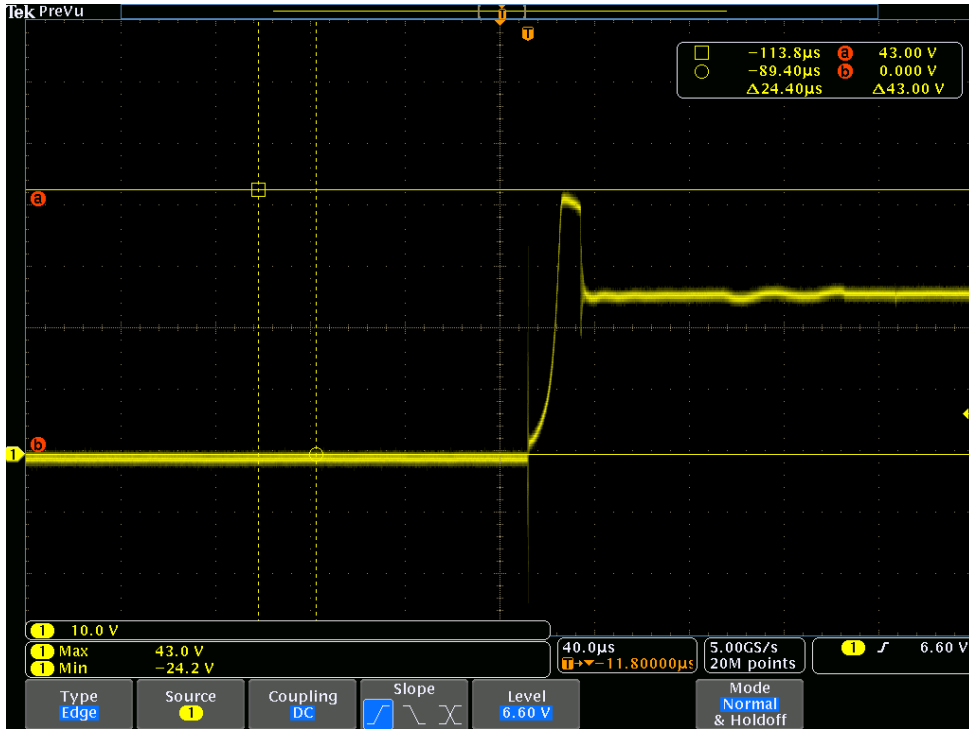 Tek PreVu
T
T
−113.8µs a 43.00 V
−89.40µs b 0.000 V
Δ24.40µs Δ43.00 V
a
b
1
1 10.0 V
1 Max 43.0 V
1 Min −24.2 V
40.0µs
T→▼−11.80000µs
5.00GS/s
20M points
1 6.60 V
Type
Edge
Source
1
Coupling
DC
Slope
Level
6.60 V
Mode
Normal
& Holdoff